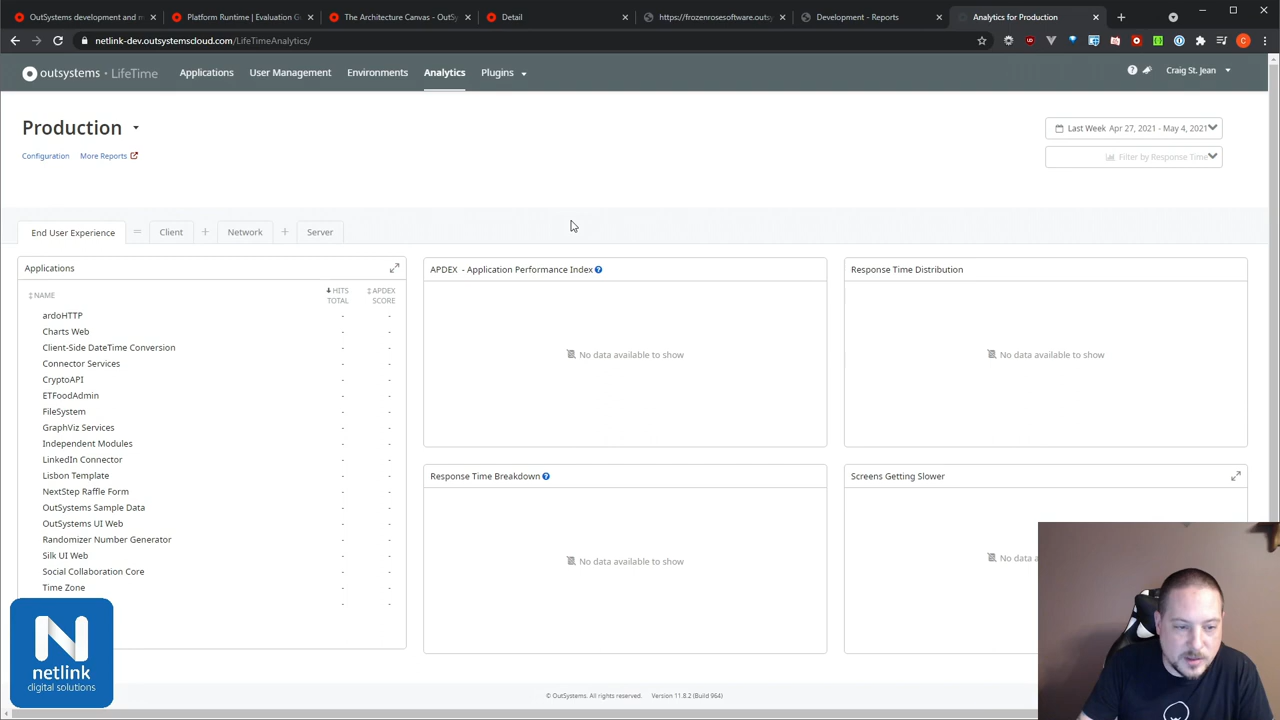 OutSystems development and m
Platform Runtime | Evaluation G
The Architecture Canvas - OutSy
Detail
https://frozenrosesoftware.outsy
Development - Reports
Analytics for Production
netlink-dev.outsystemscloud.com/LifeTimeAnalytics/
outsystems • LifeTime
Applications
User Management
Environments
Analytics
Plugins
Craig St. Jean
Production
Last Week Apr 27, 2021 - May 4, 2021
Configuration
More Reports
Filter by Response Time
End User Experience
=
Client
+
Network
+
Server
Applications
NAME
HITS TOTAL
APDEX SCORE
ardoHTTP - -
Charts Web - -
Client-Side DateTime Conversion - -
Connector Services - -
CryptoAPI - -
ETFoodAdmin - -
FileSystem - -
GraphViz Services - -
Independent Modules - -
LinkedIn Connector - -
Lisbon Template - -
NextStep Raffle Form - -
OutSystems Sample Data - -
OutSystems UI Web - -
Randomizer Number Generator - -
Silk UI Web - -
Social Collaboration Core - -
Time Zone - -
- -
APDEX - Application Performance Index
No data available to show
Response Time Distribution
No data available to show
Response Time Breakdown
No data available to show
Screens Getting Slower
No data
© OutSystems. All rights reserved. Version 11.8.2 (Build 964)
N
netlink
digital solutions